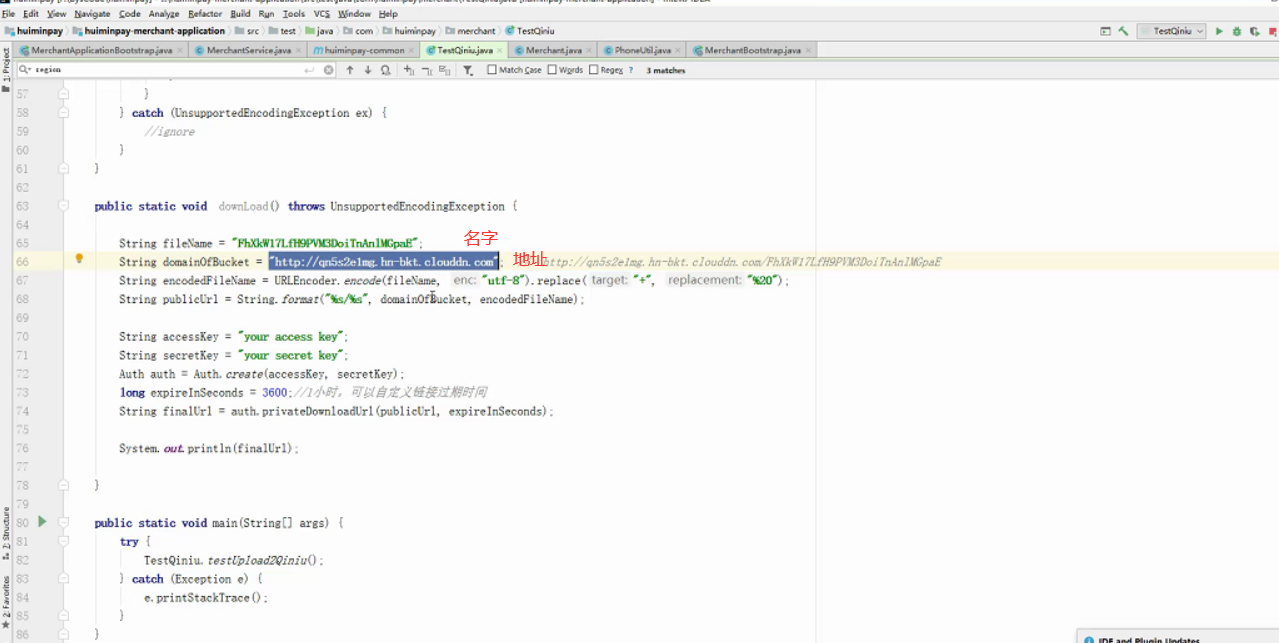 File Edit View Navigate Code Analyze Refactor Build Run Tools VCS Window Help
huiminpay huiminpay-merchant-application src test java com huiminpay merchant TestQiniu TestQiniu
MerchantApplicationBootstrap.java MerchantService.java huiminpay-common TestQiniu.java Merchant.java PhoneUtil.java MerchantBootstrap.java
region Match Case Words Regex ? 3 matches
1: Project
57 }
58 } catch (UnsupportedEncodingException ex) {
59 //ignore
60 }
61 }
62
63 public static void downLoad() throws UnsupportedEncodingException {
64
65 String fileName = "FhXkW17LfH9PVM3DoiTnAnlMGpaE"; 名字
66 String domainOfBucket = "http://qn5s2e1mg.hn-bkt.clouddn.com"; 地址 http://qn5s2e1mg.hn-bkt.clouddn.com/FhXkW17LfH9PVM3DoiTnAnlMGpaE
67 String encodedFileName = URLEncoder.encode(fileName, enc: "utf-8").replace( target: "+", replacement: "%20");
68 String publicUrl = String.format("%s/%s", domainOfBucket, encodedFileName);
69
70 String accessKey = "your access key";
71 String secretKey = "your secret key";
72 Auth auth = Auth.create(accessKey, secretKey);
73 long expireInSeconds = 3600;//1小时，可以自定义链接过期时间
74 String finalUrl = auth.privateDownloadUrl(publicUrl, expireInSeconds);
75
76 System.out.println(finalUrl);
77
78 }
79
80 public static void main(String[] args) {
81 try {
82 TestQiniu.testUpload2Qiniu();
83 } catch (Exception e) {
84 e.printStackTrace();
85 }
86 }
7: Structure
2: Favorites
IDE and Plugin Updates